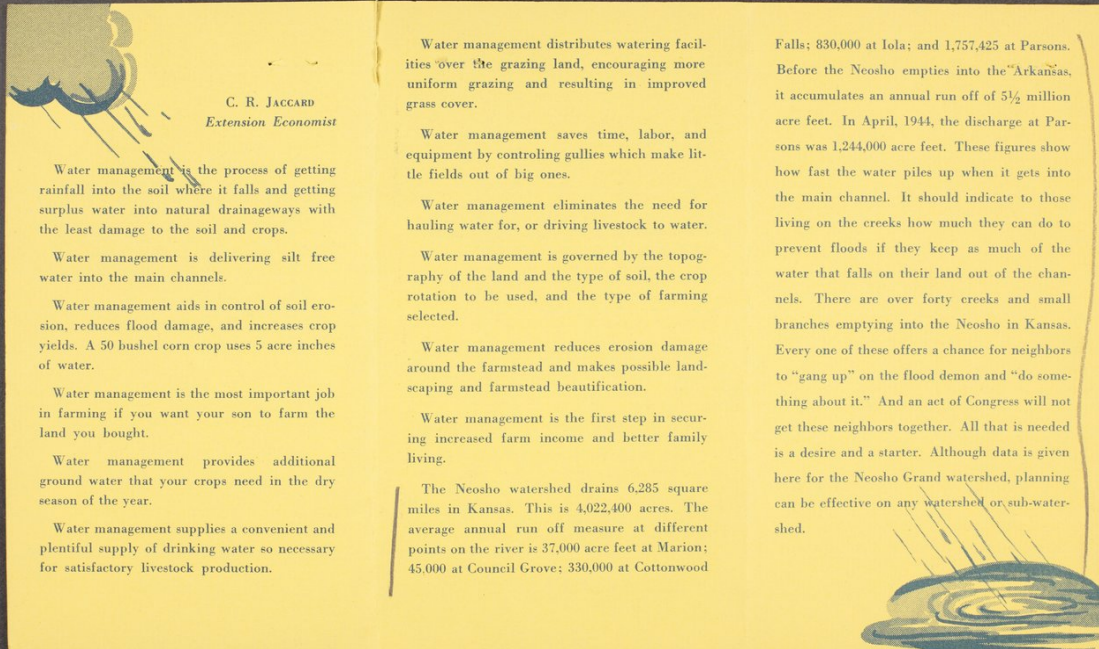 C. R. Jaccard
Extension Economist
Water management is the process of getting
rainfall into the soil where it falls and getting
surplus water into natural drainageways with
the least damage to the soil and crops.
Water management is delivering silt free
water into the main channels.
Water management aids in control of soil ero-
sion, reduces flood damage, and increases crop
yields. A 50 bushel corn crop uses 5 acre inches
of water.
Water management is the most important job
in farming if you want your son to farm the
land you bought.
Water management provides additional
ground water that your crops need in the dry
season of the year.
Water management supplies a convenient and
plentiful supply of drinking water so necessary
for satisfactory livestock production.
Water management distributes watering facil-
ities over the grazing land, encouraging more
uniform grazing and resulting in improved
grass cover.
Water management saves time, labor, and
equipment by controling gullies which make lit-
tle fields out of big ones.
Water management eliminates the need for
hauling water for, or driving livestock to water.
Water management is governed by the topog-
raphy of the land and the type of soil, the crop
rotation to be used, and the type of farming
selected.
Water management reduces erosion damage
around the farmstead and makes possible land-
scaping and farmstead beautification.
Water management is the first step in secur-
ing increased farm income and better family
living.
The Neosho watershed drains 6,285 square
miles in Kansas. This is 4,022,400 acres. The
average annual run off measure at different
points on the river is 37,000 acre feet at Marion;
45,000 at Council Grove; 330,000 at Cottonwood
Falls; 830,000 at Iola; and 1,757,425 at Parsons.
Before the Neosho empties into the Arkansas,
it accumulates an annual run off of 5½ million
acre feet. In April, 1944, the discharge at Par-
sons was 1,244,000 acre feet. These figures show
how fast the water piles up when it gets into
the main channel. It should indicate to those
living on the creeks how much they can do to
prevent floods if they keep as much of the
water that falls on their land out of the chan-
nels. There are over forty creeks and small
branches emptying into the Neosho in Kansas.
Every one of these offers a chance for neighbors
to “gang up” on the flood demon and “do some-
thing about it.” And an act of Congress will not
get these neighbors together. All that is needed
is a desire and a starter. Although data is given
here for the Neosho Grand watershed, planning
can be effective on any watershed or sub-water-
shed.